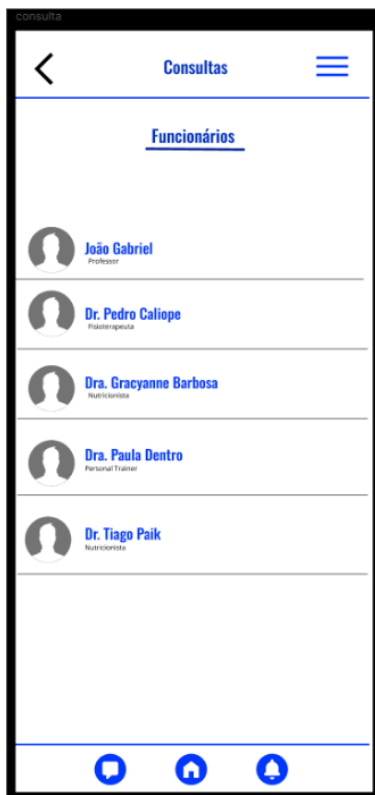 consulta
Consultas
Funcionários
João Gabriel
Professor
Dr. Pedro Caliope
Fisioterapeuta
Dra. Gracyanne Barbosa
Nutricionista
Dra. Paula Dentro
Personal Trainer
Dr. Tiago Paik
Nutricionista